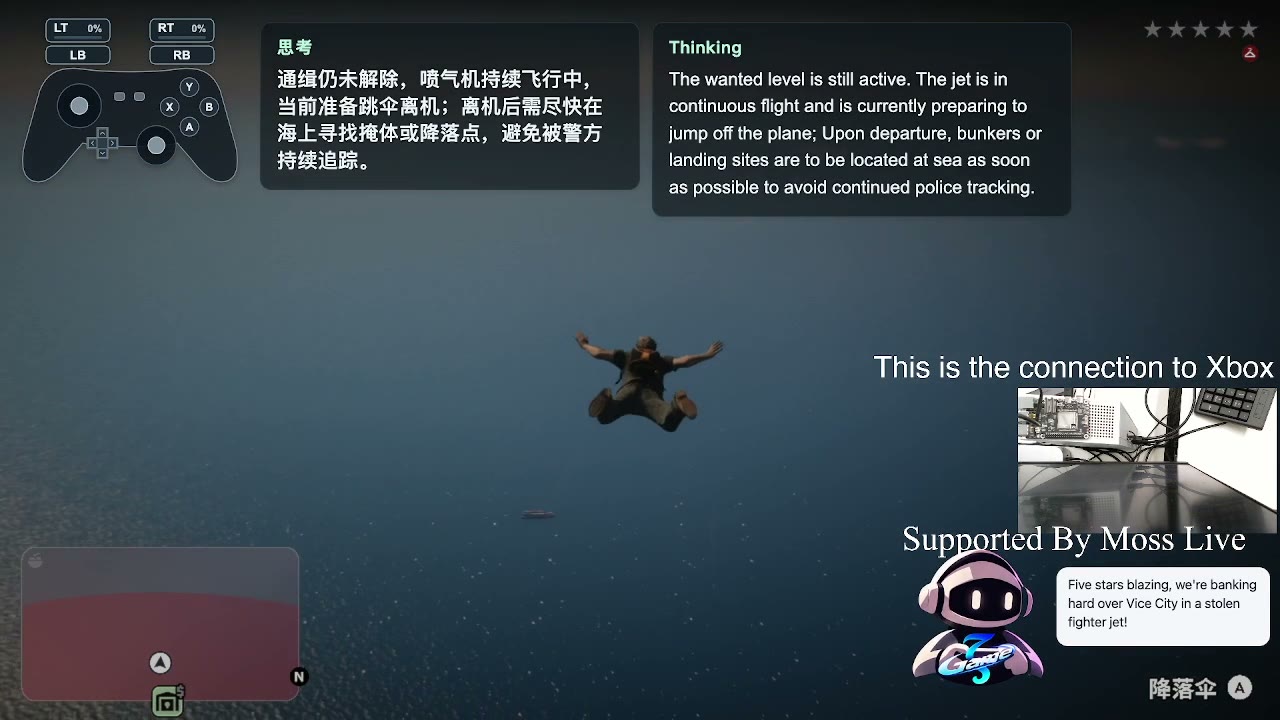 LT 0%
RT 0%
LB
RB
Y
X
B
A
思考
通缉仍未解除，喷气机持续飞行中，
当前准备跳伞离机；离机后需尽快在
海上寻找掩体或降落点，避免被警方
持续追踪。
Thinking
The wanted level is still active. The jet is in
continuous flight and is currently preparing to
jump off the plane; Upon departure, bunkers or
landing sites are to be located at sea as soon
as possible to avoid continued police tracking.
This is the connection to Xbox
Supported By Moss Live
Five stars blazing, we're banking
hard over Vice City in a stolen
fighter jet!
N
$
降落伞 A